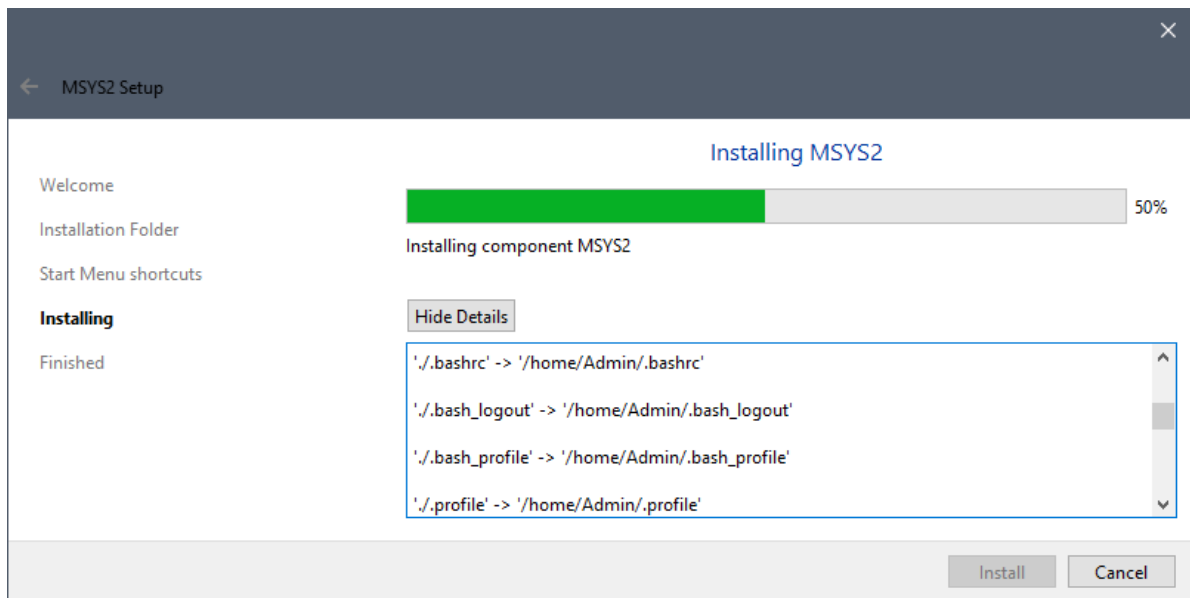 MSYS2 Setup
Welcome
Installation Folder
Start Menu shortcuts
Installing
Finished
Installing MSYS2
50%
Installing component MSYS2
Hide Details
'./.bashrc' -> '/home/Admin/.bashrc'
'./.bash_logout' -> '/home/Admin/.bash_logout'
'./.bash_profile' -> '/home/Admin/.bash_profile'
'./.profile' -> '/home/Admin/.profile'
Install
Cancel